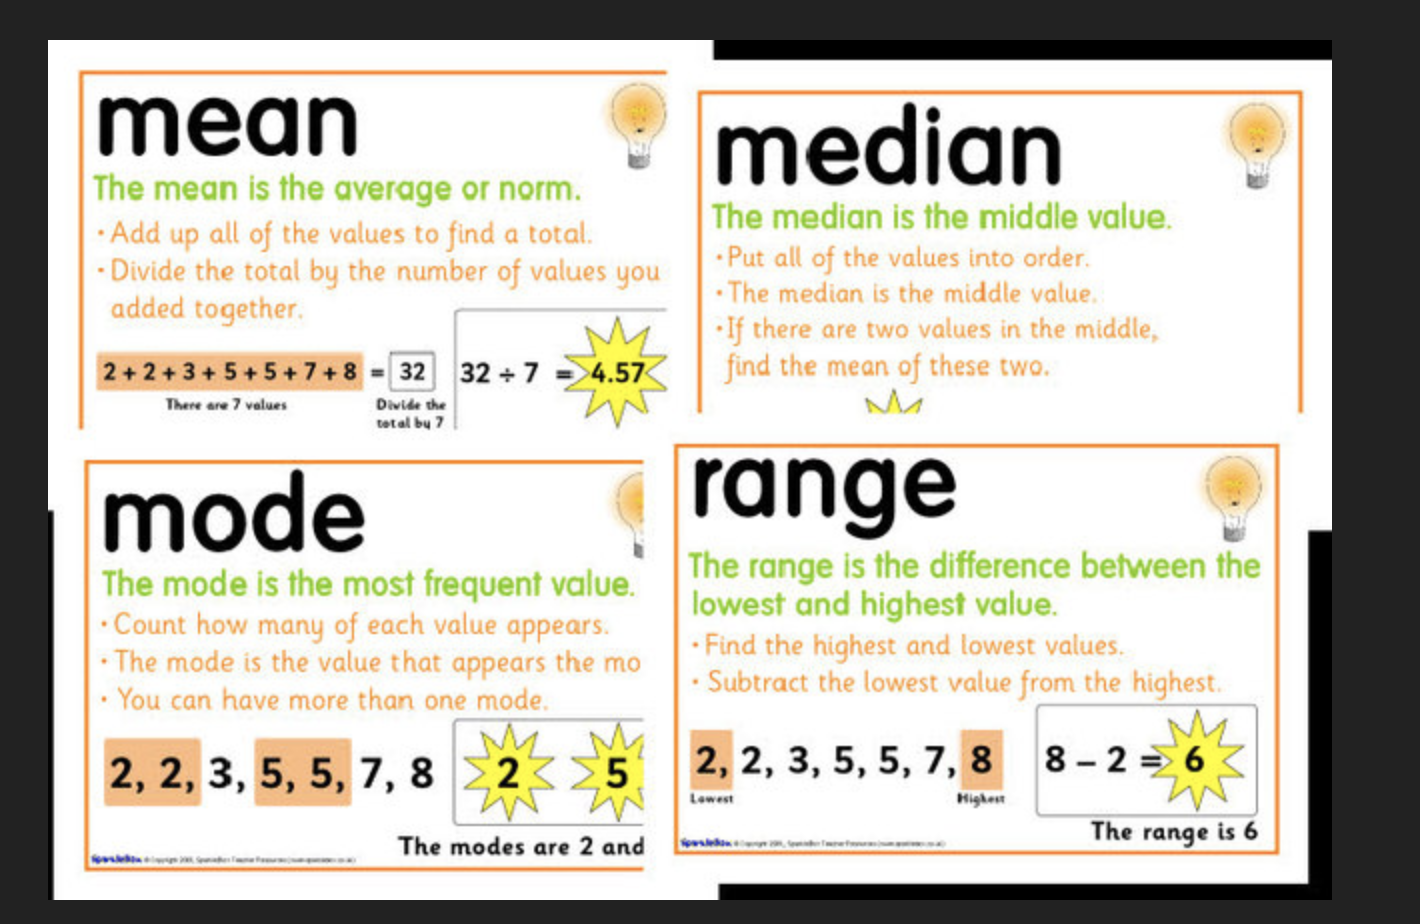 mean
The mean is the average or norm.
• Add up all of the values to find a total.
• Divide the total by the number of values you
added together.
2 + 2 + 3 + 5 + 5 + 7 + 8 = 32
32 ÷ 7 = 4.57
There are 7 values
Divide the
total by 7
median
The median is the middle value.
• Put all of the values into order.
• The median is the middle value.
• If there are two values in the middle,
find the mean of these two.
mode
The mode is the most frequent value.
• Count how many of each value appears.
• The mode is the value that appears the mo
• You can have more than one mode.
2, 2, 3, 5, 5, 7, 8
2 5
The modes are 2 and
range
The range is the difference between the
lowest and highest value.
• Find the highest and lowest values.
• Subtract the lowest value from the highest.
2, 2, 3, 5, 5, 7, 8
8 – 2 = 6
Lowest
Highest
The range is 6